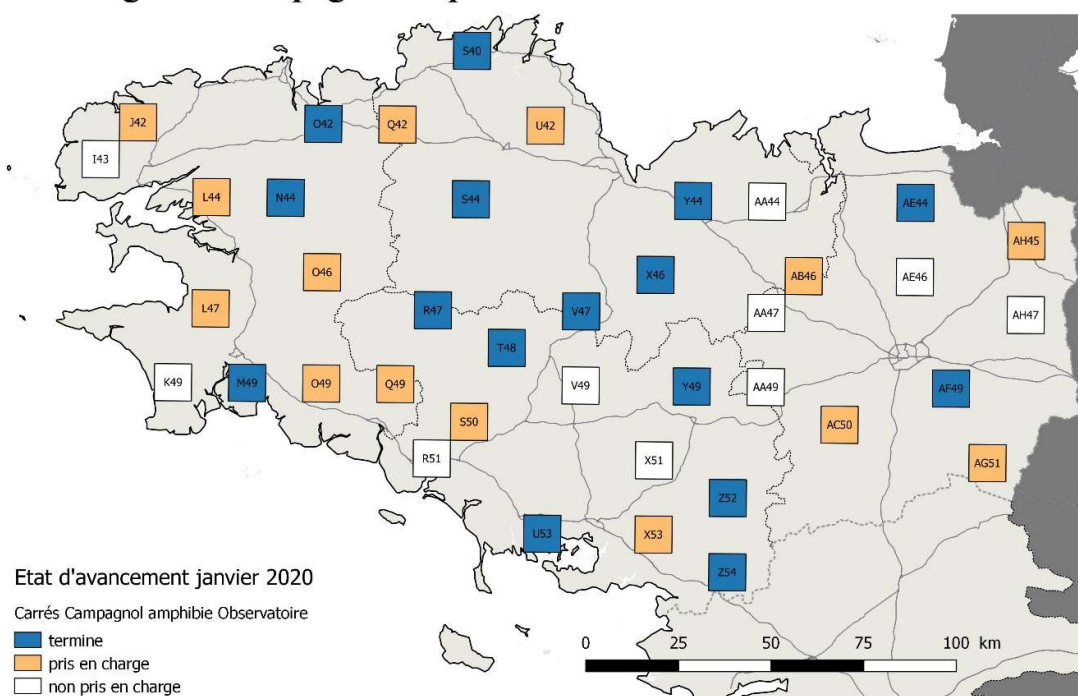 S40
J42
O42
Q42
U42
I43
L44
N44
S44
Y44
AA44
AE44
AH45
O46
X46
AB46
AE46
L47
R47
V47
AA47
AH47
T48
K49
M49
O49
Q49
V49
Y49
AA49
AF49
S50
AC50
R51
X51
AG51
Z52
U53
X53
Z54
Etat d'avancement janvier 2020
Carrés Campagnol amphibie Observatoire
termine
pris en charge
non pris en charge
0 25 50 75 100 km